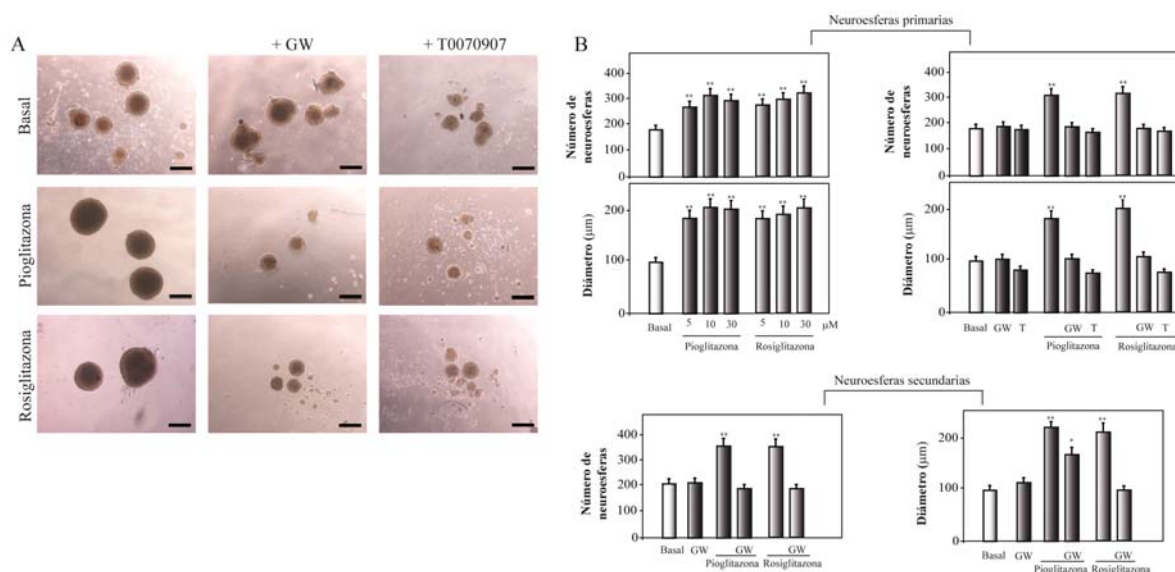 A
+ GW
+ T0070907
Basal
Pioglitazona
Rosiglitazona
B
Neuroesferas primarias
Número de
neuroesferas
400
300
200
100
0
** ** ** ** ** **
Diámetro (µm)
200
100
0
** ** ** ** ** **
Basal 5 10 30 5 10 30 µM
Pioglitazona Rosiglitazona
Número de
neuroesferas
400
300
200
100
0
** **
Diámetro (µm)
200
100
0
** **
Basal GW T GW T GW T
Pioglitazona Rosiglitazona
Neuroesferas secundarias
Número de
neuroesferas
400
300
200
100
0
** **
Basal GW GW GW
Pioglitazona Rosiglitazona
Diámetro (µm)
200
100
0
** * **
Basal GW GW GW
Pioglitazona Rosiglitazona